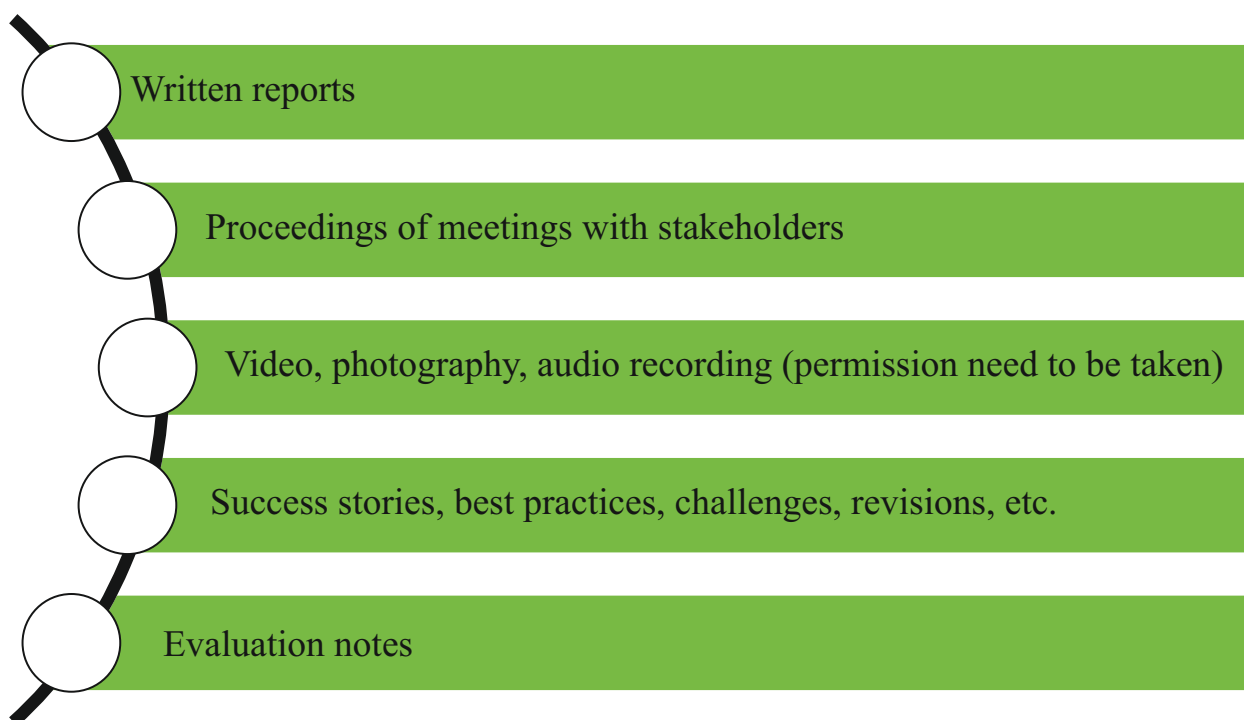 Written reports
Proceedings of meetings with stakeholders
Video, photography, audio recording (permission need to be taken)
Success stories, best practices, challenges, revisions, etc.
Evaluation notes